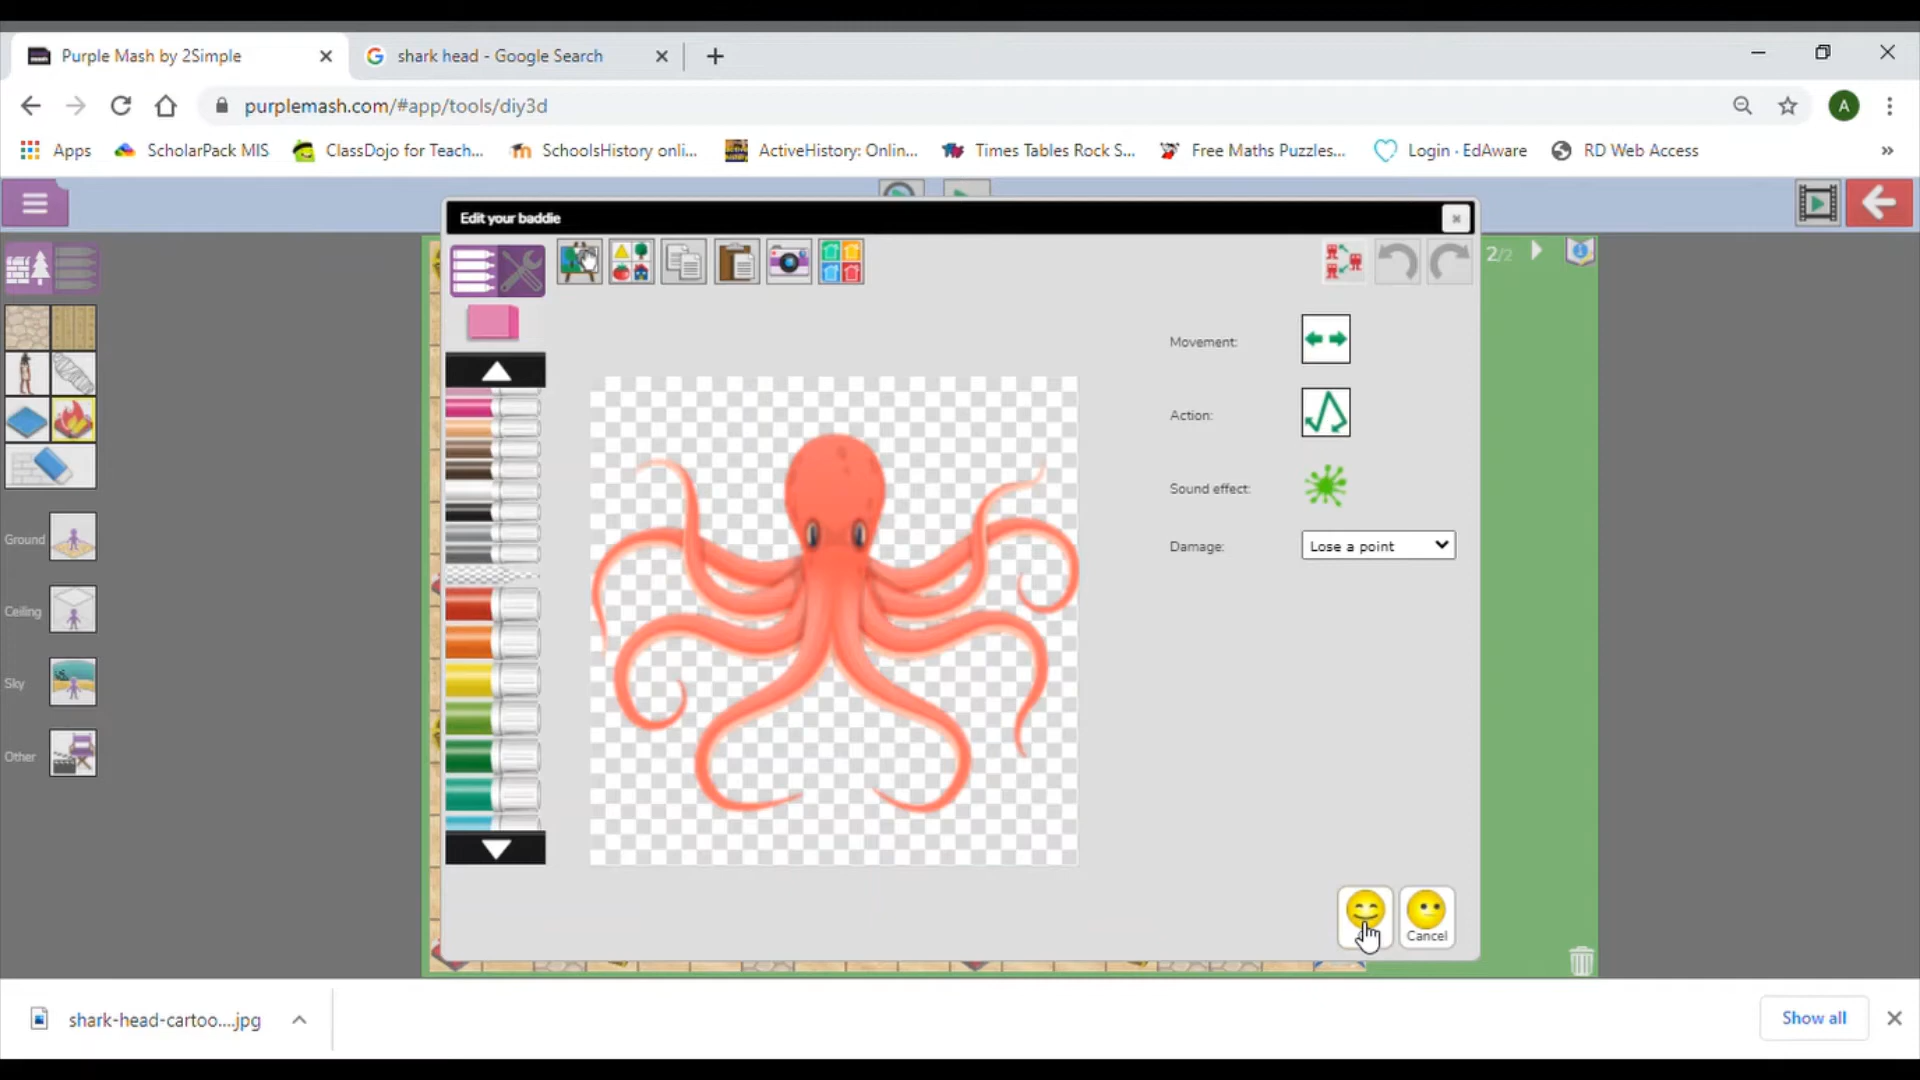 Purple Mash by 2Simple
shark head - Google Search
purplemash.com/#app/tools/diy3d
A
Apps
ScholarPack MIS
ClassDojo for Teach...
SchoolsHistory onli...
ActiveHistory: Onlin...
Times Tables Rock S...
Free Maths Puzzles...
Login · EdAware
RD Web Access
»
Edit your baddie
2/2
Movement:
Action:
Sound effect:
Damage:
Lose a point
Ground
Ceiling
Sky
Other
Cancel
shark-head-cartoo....jpg
Show all